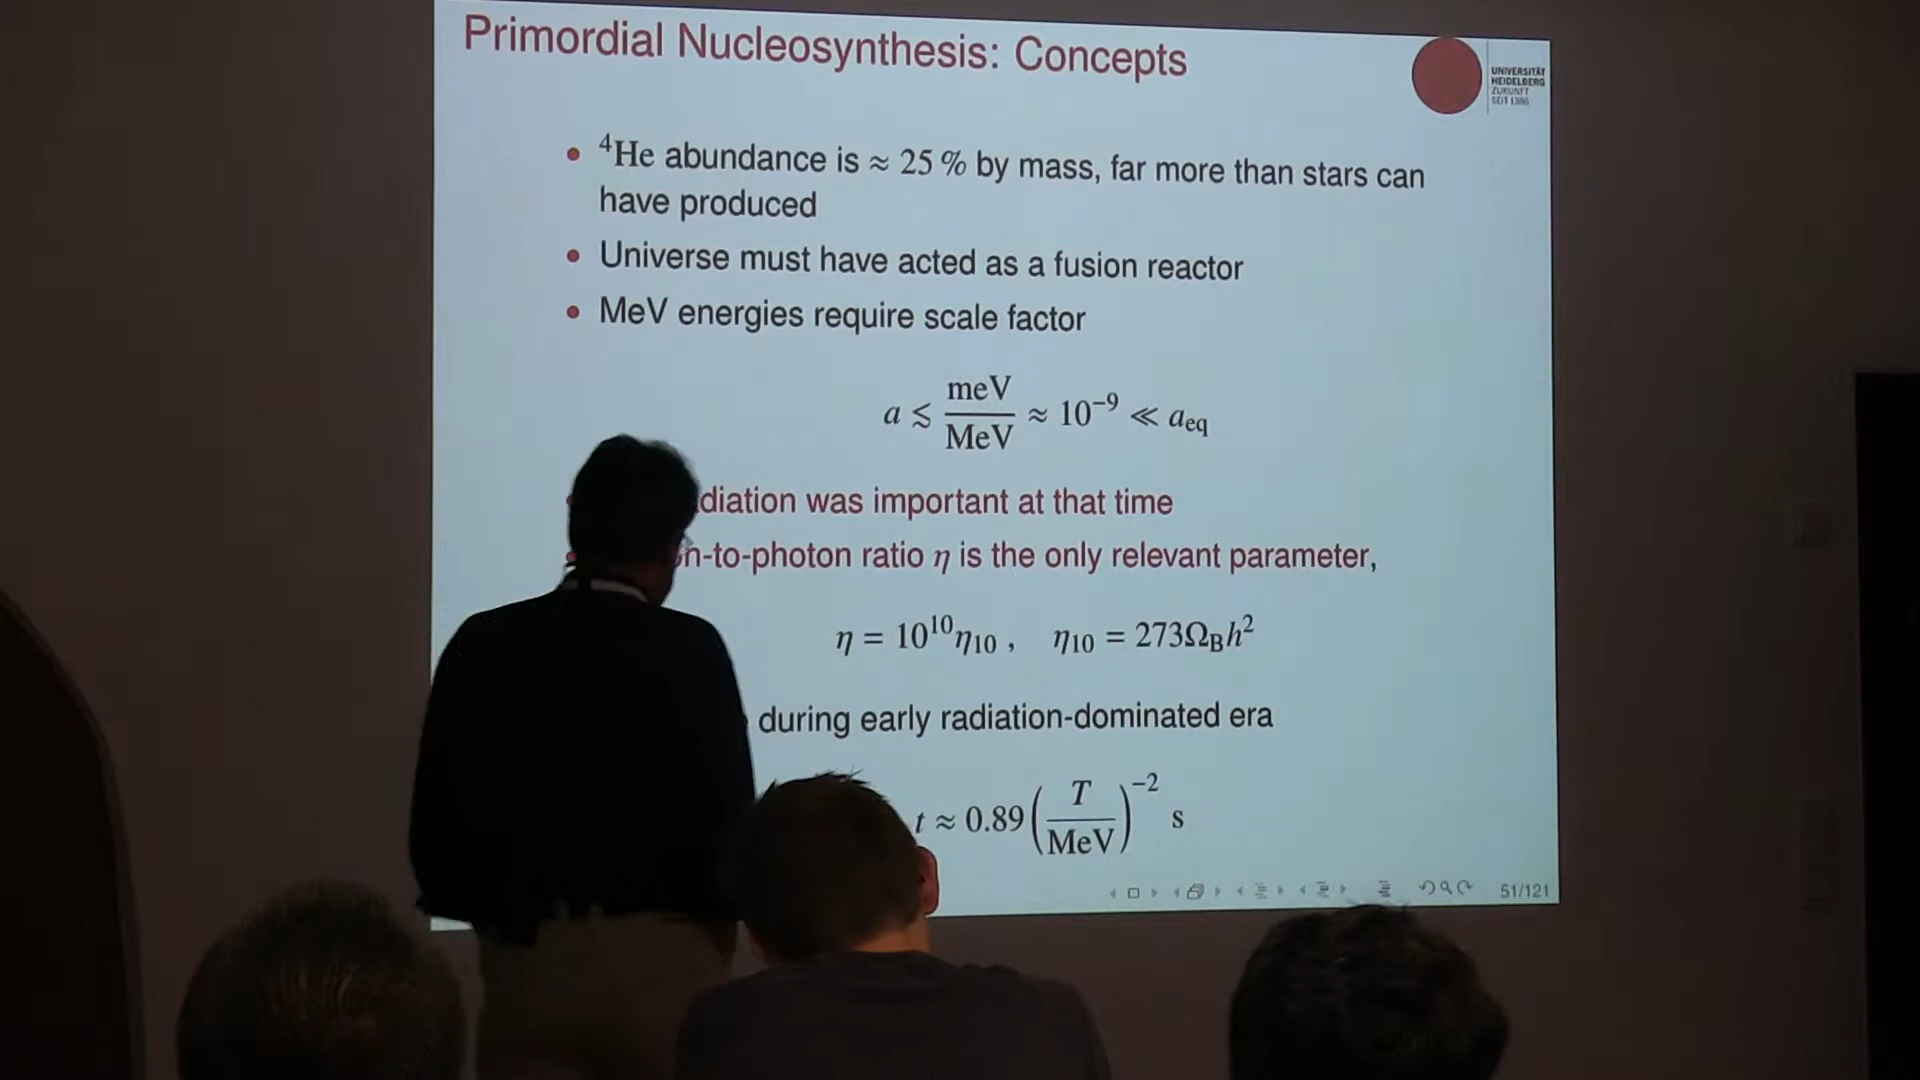 Primordial Nucleosynthesis: Concepts
UNIVERSITÄT
HEIDELBERG
ZUKUNFT
SEIT 1386
• ⁴He abundance is ≈ 25 % by mass, far more than stars can
have produced
• Universe must have acted as a fusion reactor
• MeV energies require scale factor
a ≲ meV/MeV ≈ 10⁻⁹ ≪ a_eq
diation was important at that time
n-to-photon ratio η is the only relevant parameter,
η = 10¹⁰η₁₀ , η₁₀ = 273Ω_B h²
during early radiation-dominated era
t ≈ 0.89 (T/MeV)⁻² s
51/121